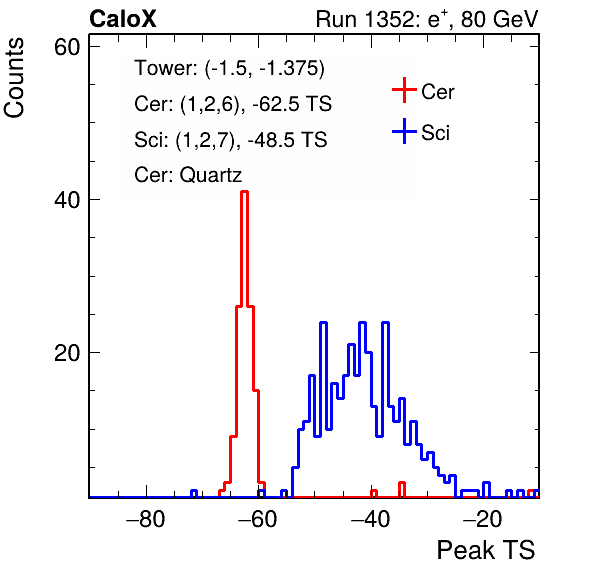 CaloX Run 1352: e⁺, 80 GeV
Counts
60
Tower: (-1.5, -1.375)
Cer
Cer: (1,2,6), -62.5 TS
Sci
Sci: (1,2,7), -48.5 TS
Cer: Quartz
40
20
−80 −60 −40 −20
Peak TS